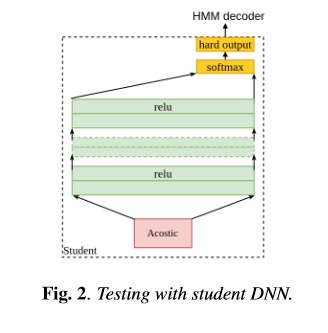 HMM decoder
hard output
softmax
relu
relu
Acostic
Student
Fig. 2. Testing with student DNN.